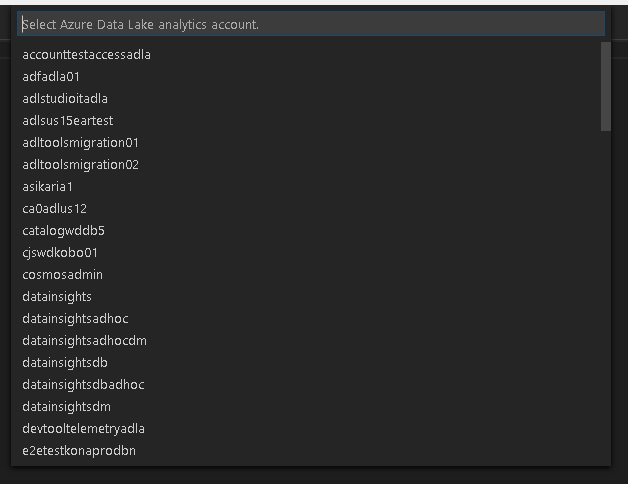 Select Azure Data Lake analytics account.
accounttestaccessadla
adfadla01
adlstudioitadla
adlsus15eartest
adltoolsmigration01
adltoolsmigration02
asikaria1
ca0adlus12
catalogwddb5
cjswdkobo01
cosmosadmin
datainsights
datainsightsadhoc
datainsightsadhocdm
datainsightsdb
datainsightsdbadhoc
datainsightsdm
devtooltelemetryadla
e2etestkonaprodbn